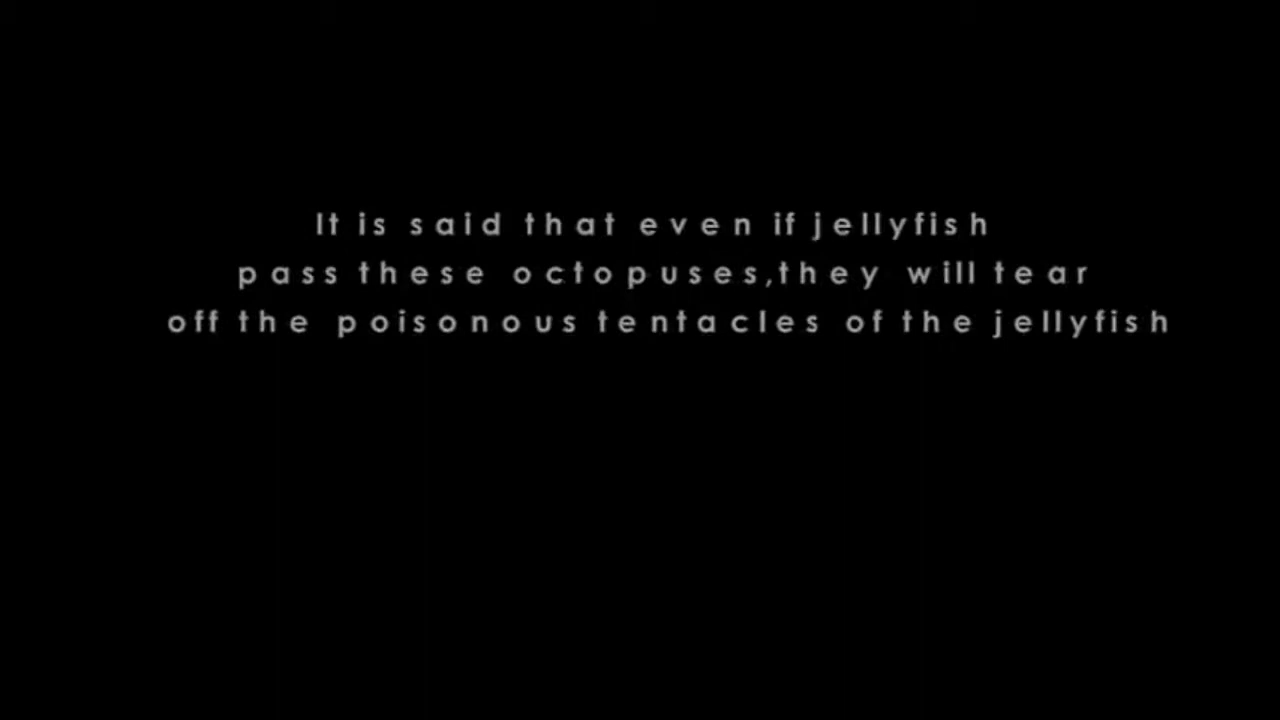 It is said that even if jellyfish
pass these octopuses,they will tear
off the poisonous tentacles of the jellyfish